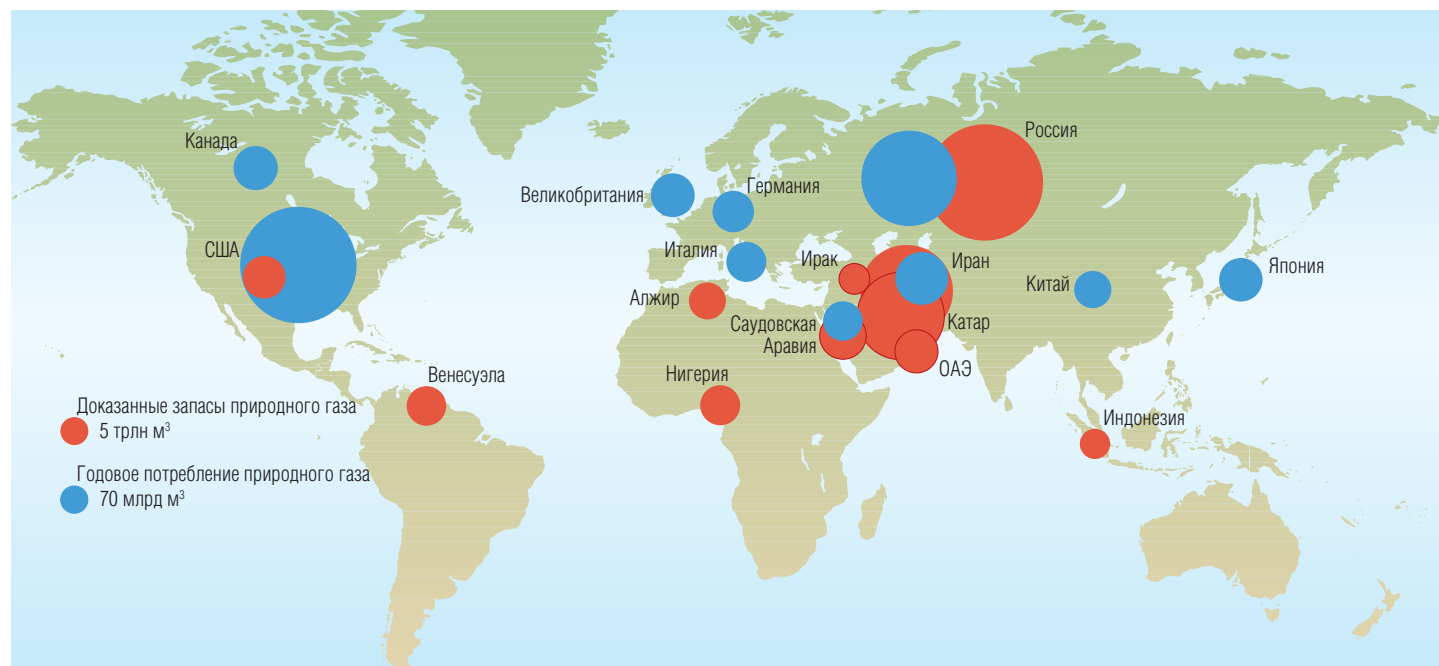 Россия
Канада
Германия
Великобритания
США
Италия
Ирак
Иран
Япония
Китай
Алжир
Саудовская
Аравия
Катар
ОАЭ
Венесуэла
Нигерия
Доказанные запасы природного газа
5 трлн м³
Индонезия
Годовое потребление природного газа
70 млрд м³